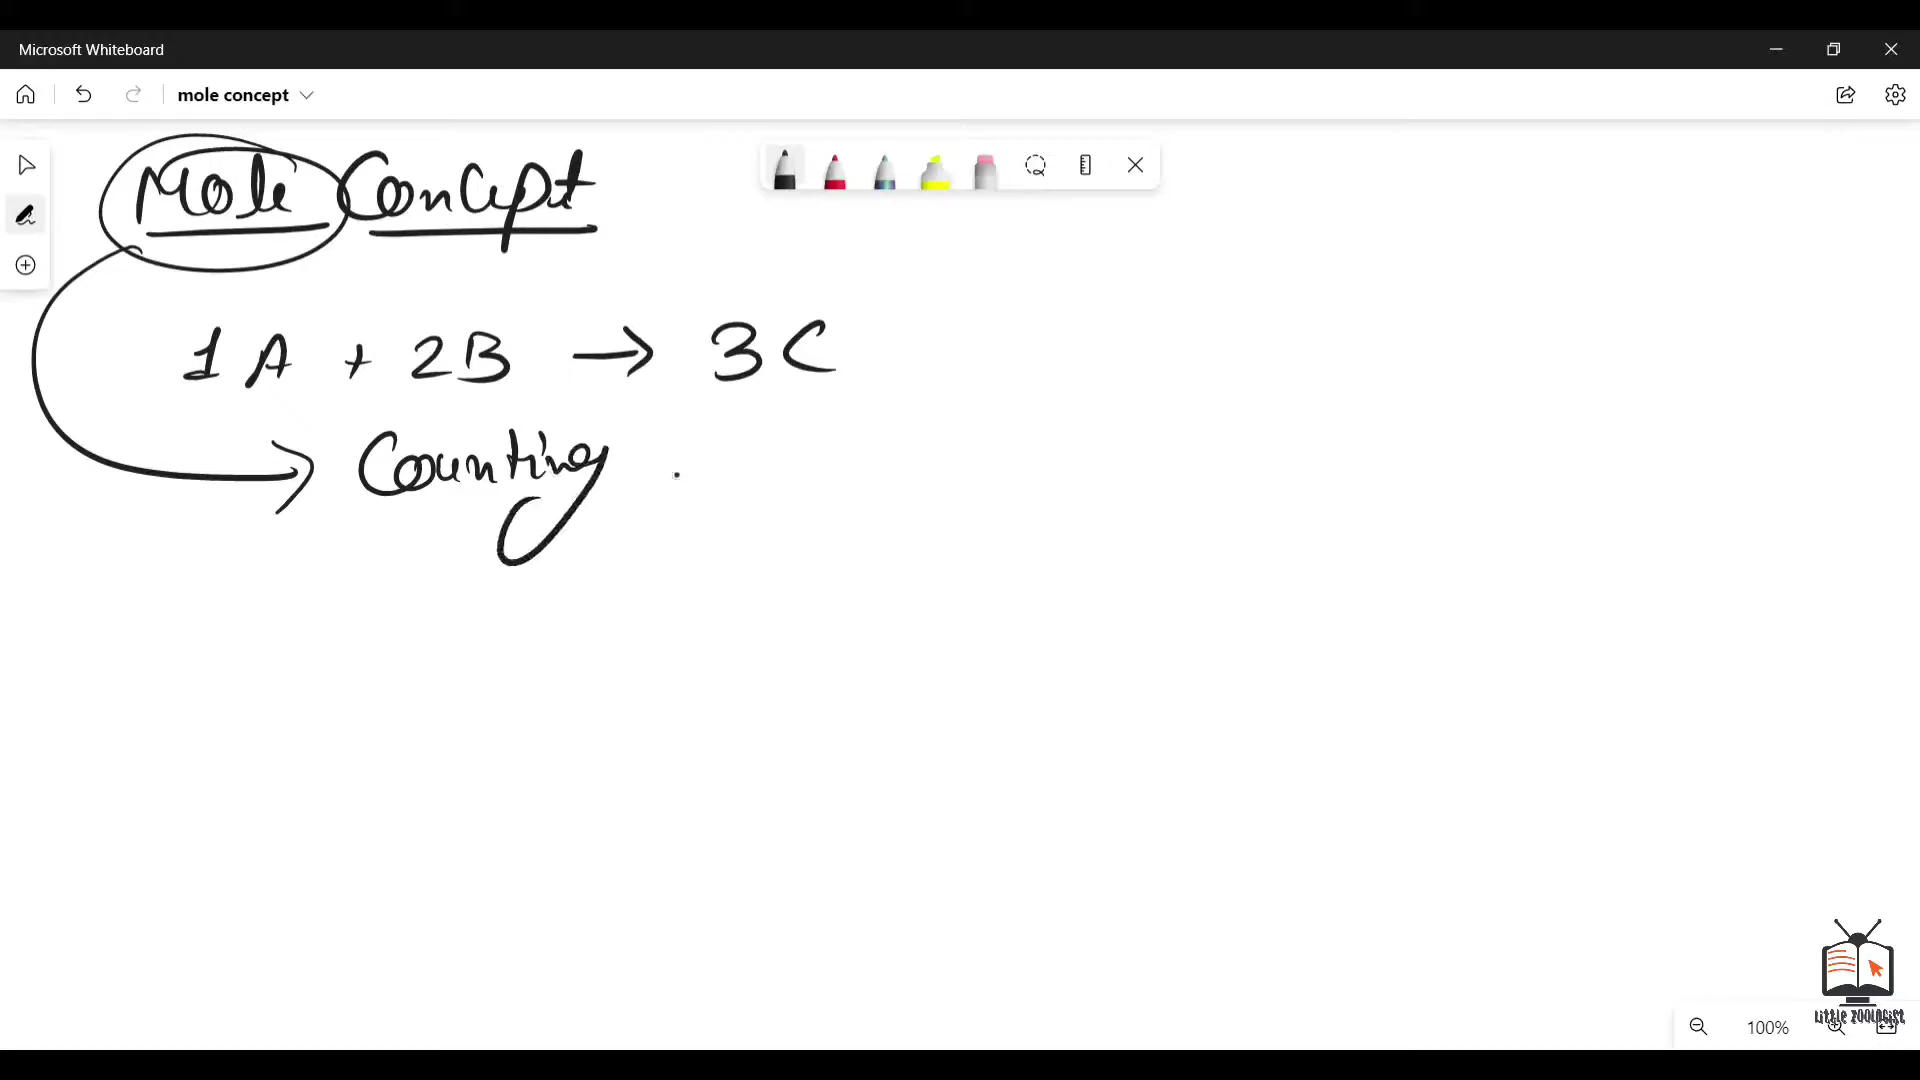 Microsoft Whiteboard
mole concept
Mole Concept
1A + 2B → 3C
Counting
LittlE ZOOLOGiST
100%